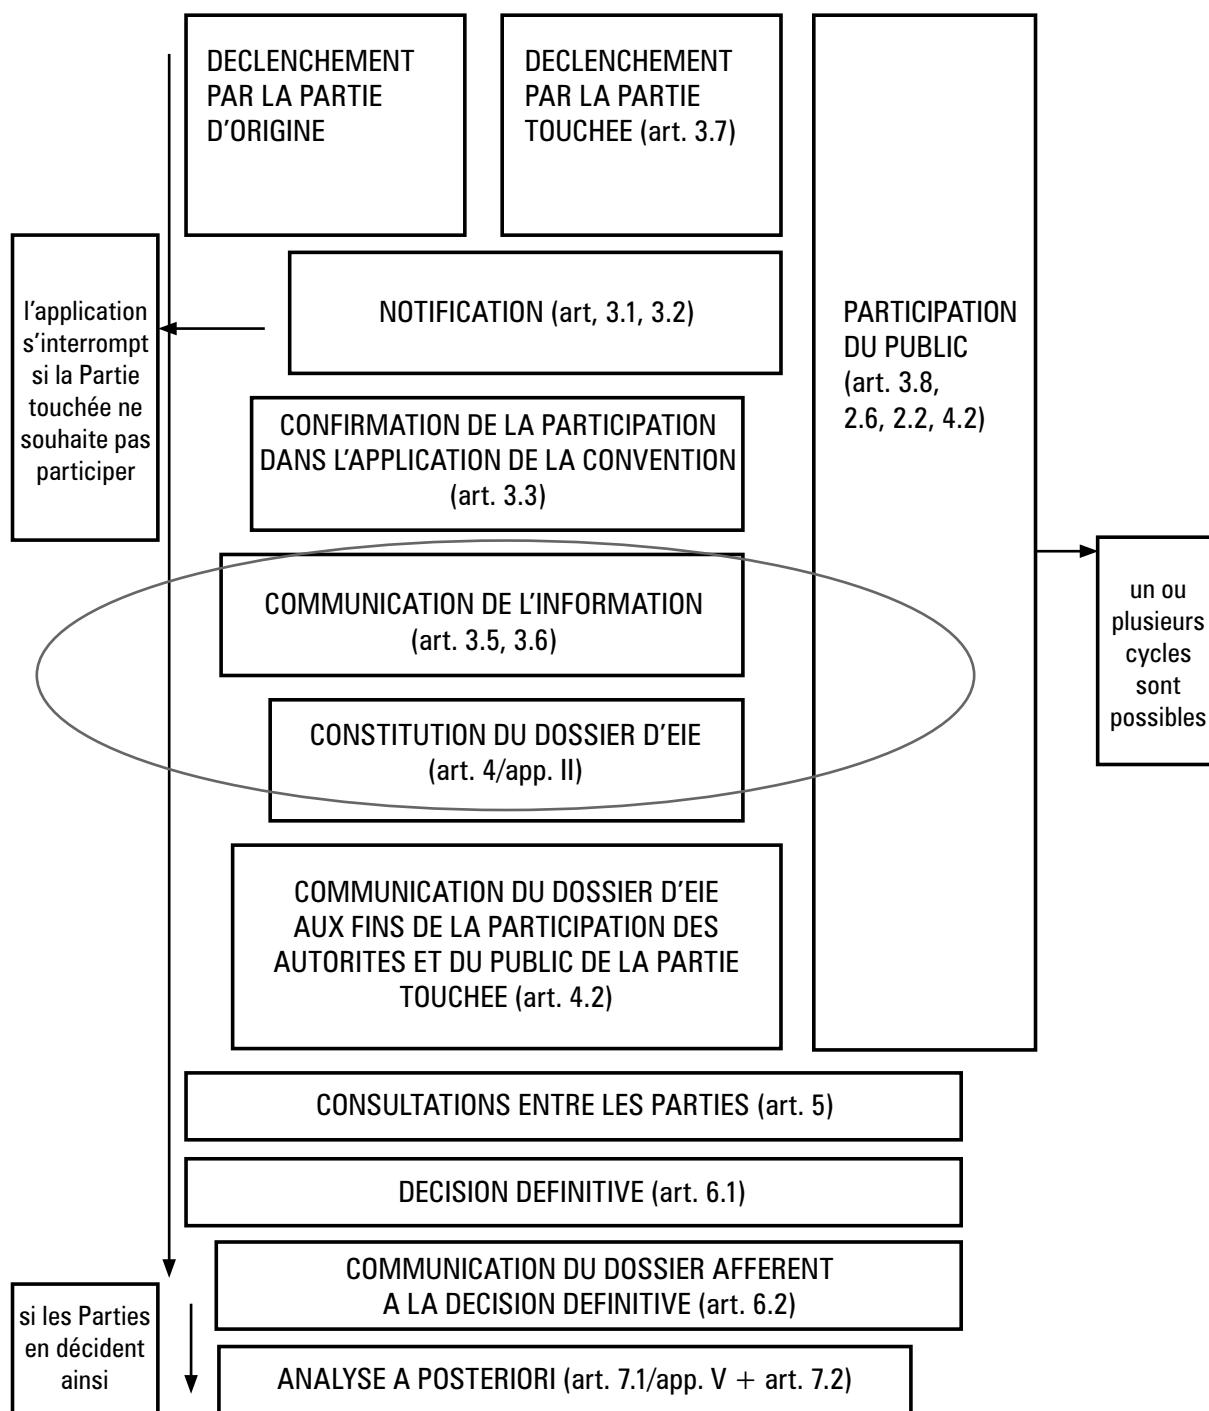 DECLENCHEMENT
PAR LA PARTIE
D'ORIGINE
DECLENCHEMENT
PAR LA PARTIE
TOUCHEE (art. 3.7)
l'application
s'interrompt
si la Partie
touchée ne
souhaite pas
participer
NOTIFICATION (art, 3.1, 3.2)
PARTICIPATION
DU PUBLIC
(art. 3.8,
2.6, 2.2, 4.2)
CONFIRMATION DE LA PARTICIPATION
DANS L'APPLICATION DE LA CONVENTION
(art. 3.3)
COMMUNICATION DE L'INFORMATION
(art. 3.5, 3.6)
un ou
plusieurs
cycles
sont
possibles
CONSTITUTION DU DOSSIER D'EIE
(art. 4/app. II)
COMMUNICATION DU DOSSIER D'EIE
AUX FINS DE LA PARTICIPATION DES
AUTORITES ET DU PUBLIC DE LA PARTIE
TOUCHEE (art. 4.2)
CONSULTATIONS ENTRE LES PARTIES (art. 5)
DECISION DEFINITIVE (art. 6.1)
COMMUNICATION DU DOSSIER AFFERENT
A LA DECISION DEFINITIVE (art. 6.2)
si les Parties
en décident
ainsi
ANALYSE A POSTERIORI (art. 7.1/app. V + art. 7.2)